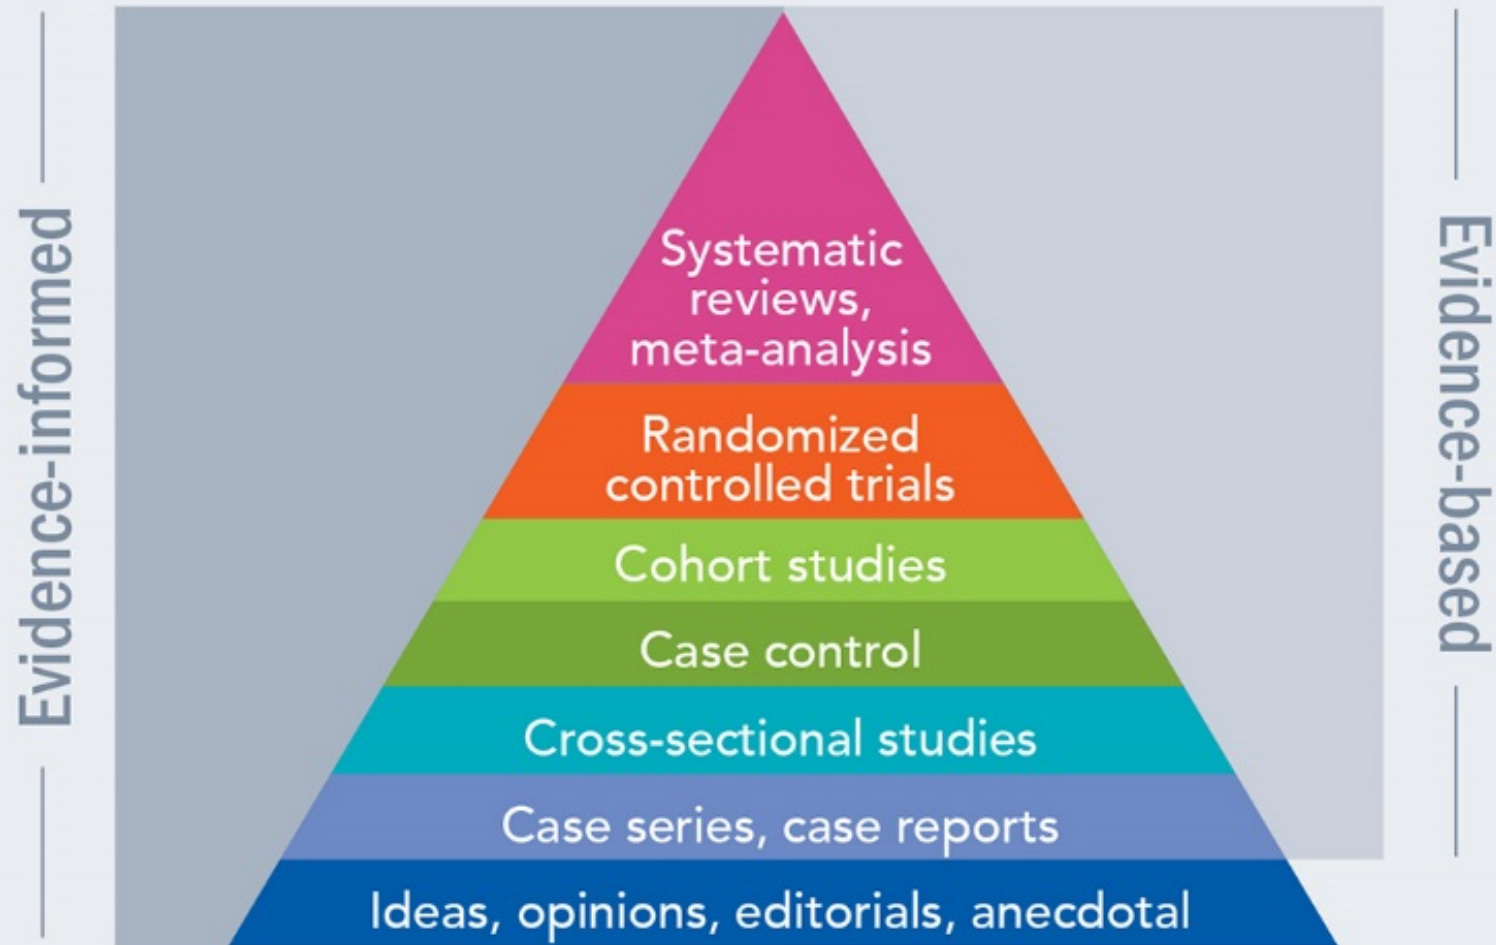 Evidence-informed
Systematic
reviews,
meta-analysis
Randomized
controlled trials
Cohort studies
Case control
Cross-sectional studies
Case series, case reports
Ideas, opinions, editorials, anecdotal
Evidence-based